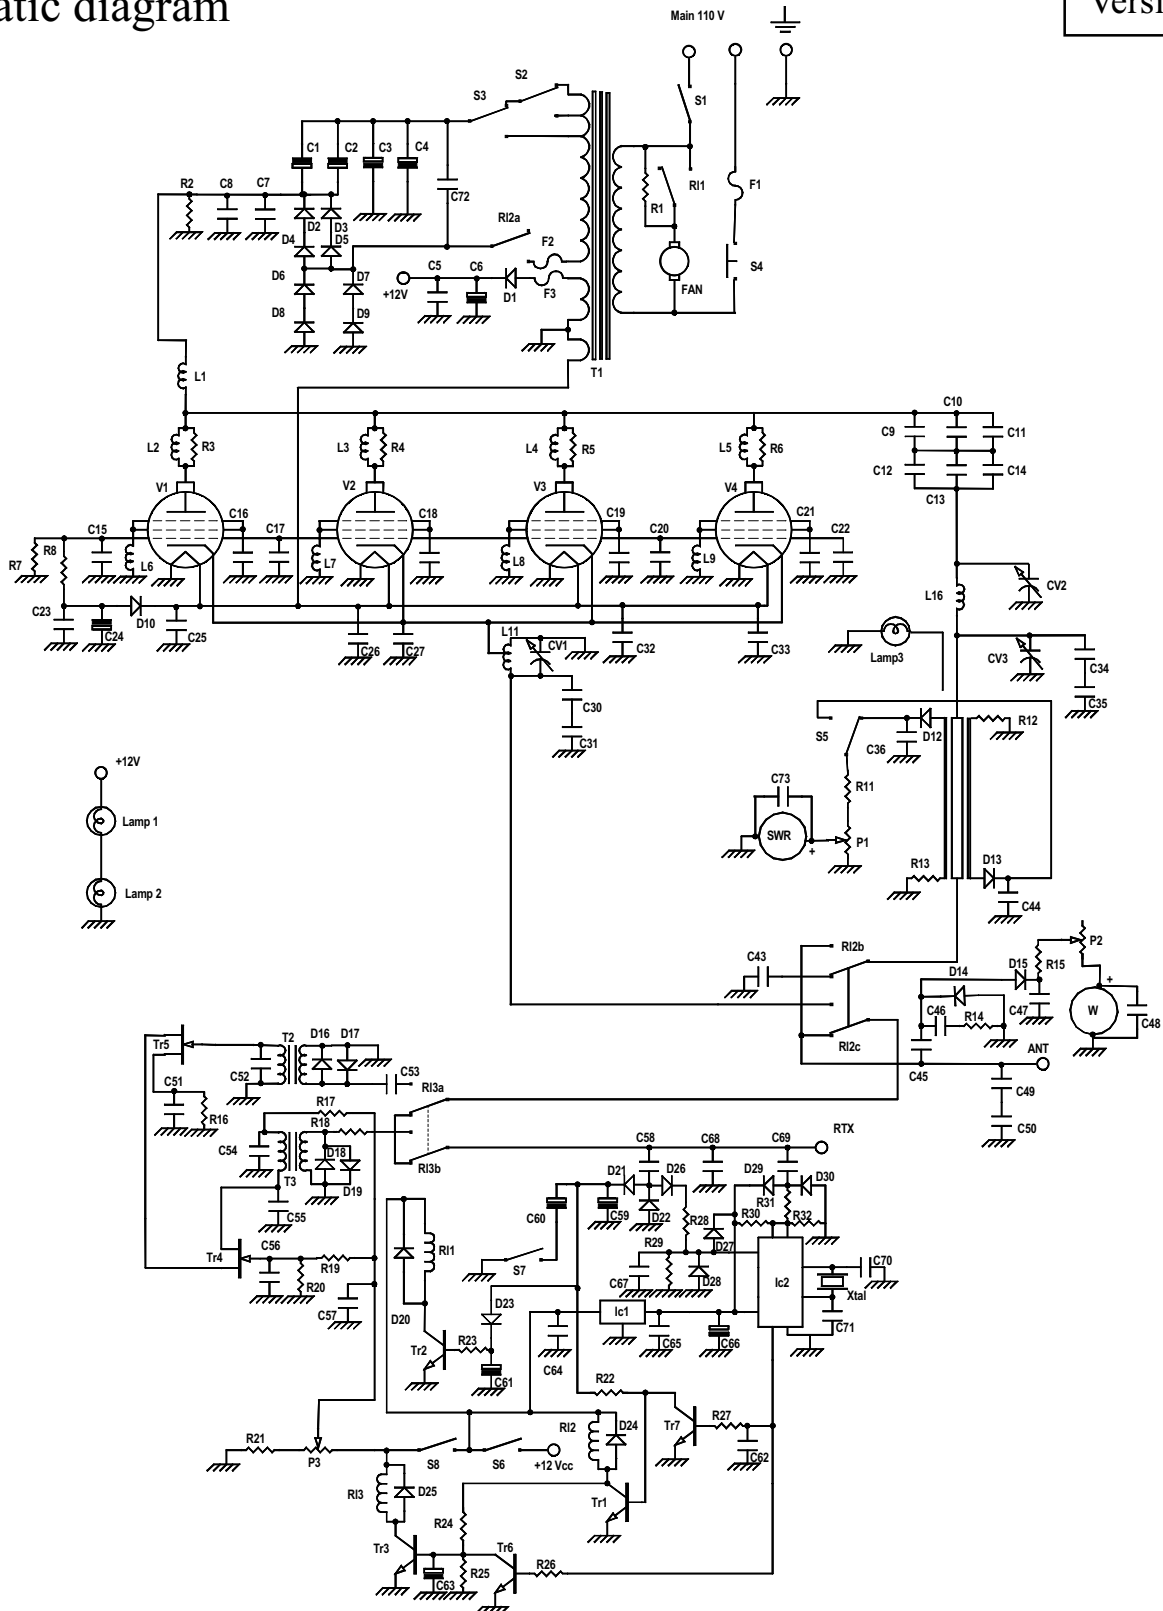 atic diagram
Versi
Main 110 V
S2
S3
S1
C1
C2
C3
C4
R2
C8
C7
C72
Rl1
F1
R1
D2
D3
Rl2a
D4
D5
F2
C5
C6
D6
D7
+12V
D1
F3
FAN
S4
D8
D9
T1
L1
C10
L2
R3
L3
R4
L4
R5
L5
R6
C9
C11
C12
C14
C13
V1
V2
V3
V4
C15
C16
C17
C18
C19
C20
C21
C22
R7
R8
L6
L7
L8
L9
C23
C24
D10
C25
C26
C27
L11
CV1
C32
C33
L16
CV2
Lamp3
CV3
C34
C35
C30
C31
S5
C36
D12
R12
+12V
C73
R11
Lamp 1
SWR
+
P1
R13
D13
Lamp 2
C44
C43
Rl2b
P2
D14
D15
R15
+
C46
R14
C47
W
C48
Rl2c
ANT
C45
C49
C50
Tr5
T2
D16
D17
C52
C53
C51
R16
R17
R18
Rl3a
C54
D18
T3
D19
Rl3b
C55
RTX
C58
C68
C69
D21
D26
D29
D30
R31
C60
C59
D22
R28
R30
R32
Tr4
C56
R19
R20
Rl1
S7
R29
D27
C67
D28
Ic2
C70
Xtal
C57
D20
D23
Ic1
C71
Tr2
R23
C64
C65
C66
C61
R22
R27
Tr7
C62
R21
P3
S8
S6
+12 Vcc
Rl2
D24
Rl3
D25
Tr1
R24
Tr3
Tr6
C63
R25
R26